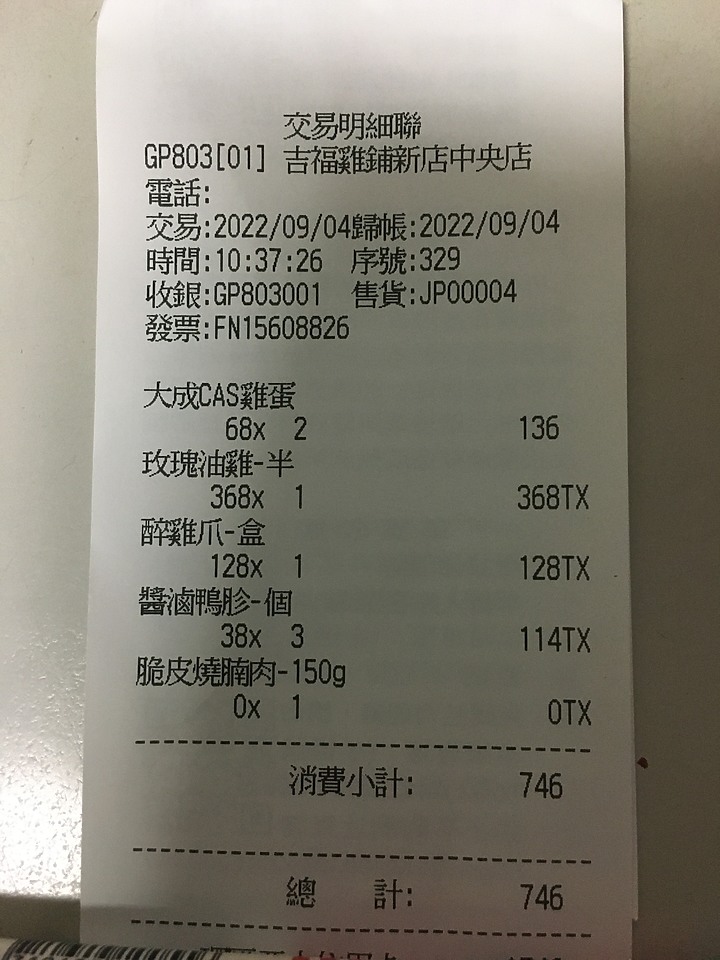 交易明細聯
GP803[01] 吉福雞鋪新店中央店
電話:
交易:2022/09/04歸帳:2022/09/04
時間:10:37:26 序號:329
收銀:GP803001 售貨:JP00004
發票:FN15608826
大成CAS雞蛋
68x 2 136
玫瑰油雞-半
368x 1 368TX
醉雞爪-盒
128x 1 128TX
醬滷鴨胗-個
38x 3 114TX
脆皮燒腩肉-150g
0x 1 0TX
消費小計: 746
總 計: 746